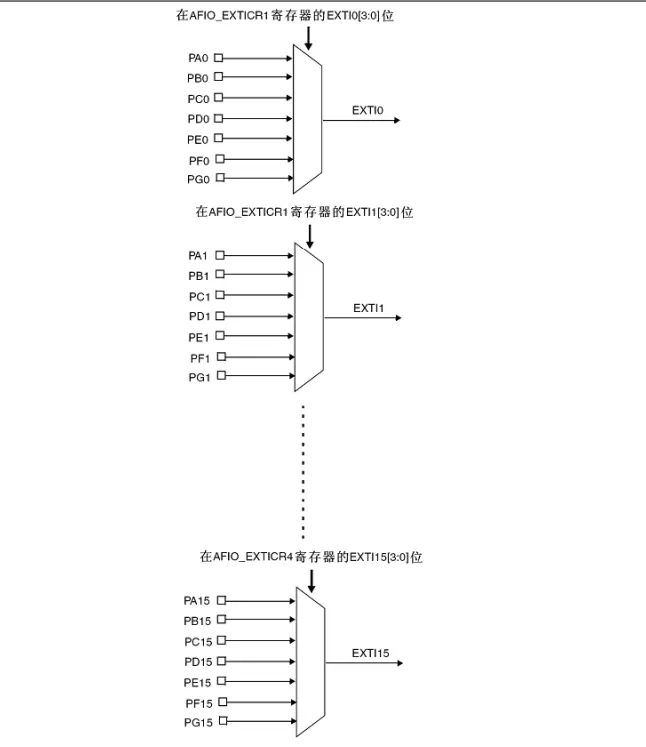 在AFIO_EXTICR1寄存器的EXTI0[3:0]位
PA0
PB0
PC0
PD0
PE0
PF0
PG0
EXTI0
在AFIO_EXTICR1寄存器的EXTI1[3:0]位
PA1
PB1
PC1
PD1
PE1
PF1
PG1
EXTI1
在AFIO_EXTICR4寄存器的EXTI15[3:0]位
PA15
PB15
PC15
PD15
PE15
PF15
PG15
EXTI15